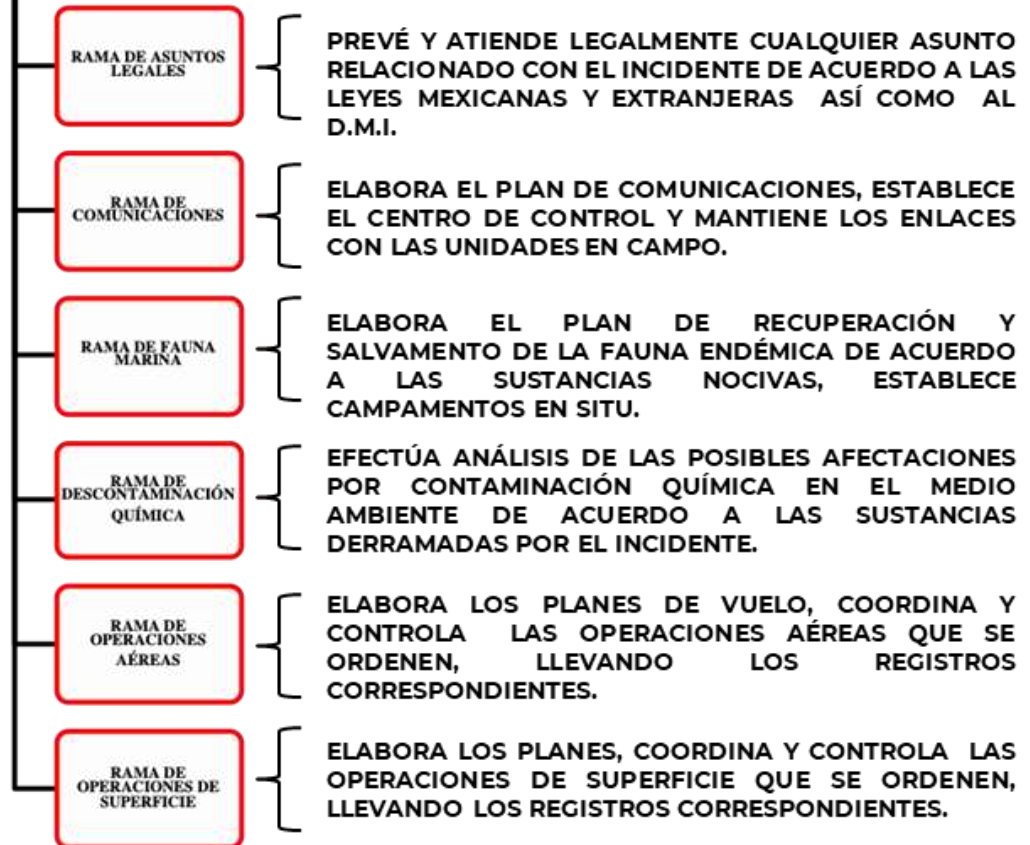 RAMA DE ASUNTOS
LEGALES
PREVÉ Y ATIENDE LEGALMENTE CUALQUIER ASUNTO
RELACIONADO CON EL INCIDENTE DE ACUERDO A LAS
LEYES MEXICANAS Y EXTRANJERAS ASÍ COMO AL
D.M.I.
RAMA DE
COMUNICACIONES
ELABORA EL PLAN DE COMUNICACIONES, ESTABLECE
EL CENTRO DE CONTROL Y MANTIENE LOS ENLACES
CON LAS UNIDADES EN CAMPO.
RAMA DE FAUNA
MARINA
ELABORA EL PLAN DE RECUPERACIÓN Y
SALVAMENTO DE LA FAUNA ENDÉMICA DE ACUERDO
A LAS SUSTANCIAS NOCIVAS, ESTABLECE
CAMPAMENTOS EN SITU.
RAMA DE
DESCONTAMINACIÓN
QUÍMICA
EFECTÚA ANÁLISIS DE LAS POSIBLES AFECTACIONES
POR CONTAMINACIÓN QUÍMICA EN EL MEDIO
AMBIENTE DE ACUERDO A LAS SUSTANCIAS
DERRAMADAS POR EL INCIDENTE.
RAMA DE
OPERACIONES
AÉREAS
ELABORA LOS PLANES DE VUELO, COORDINA Y
CONTROLA LAS OPERACIONES AÉREAS QUE SE
ORDENEN, LLEVANDO LOS REGISTROS
CORRESPONDIENTES.
RAMA DE
OPERACIONES DE
SUPERFICIE
ELABORA LOS PLANES, COORDINA Y CONTROLA LAS
OPERACIONES DE SUPERFICIE QUE SE ORDENEN,
LLEVANDO LOS REGISTROS CORRESPONDIENTES.